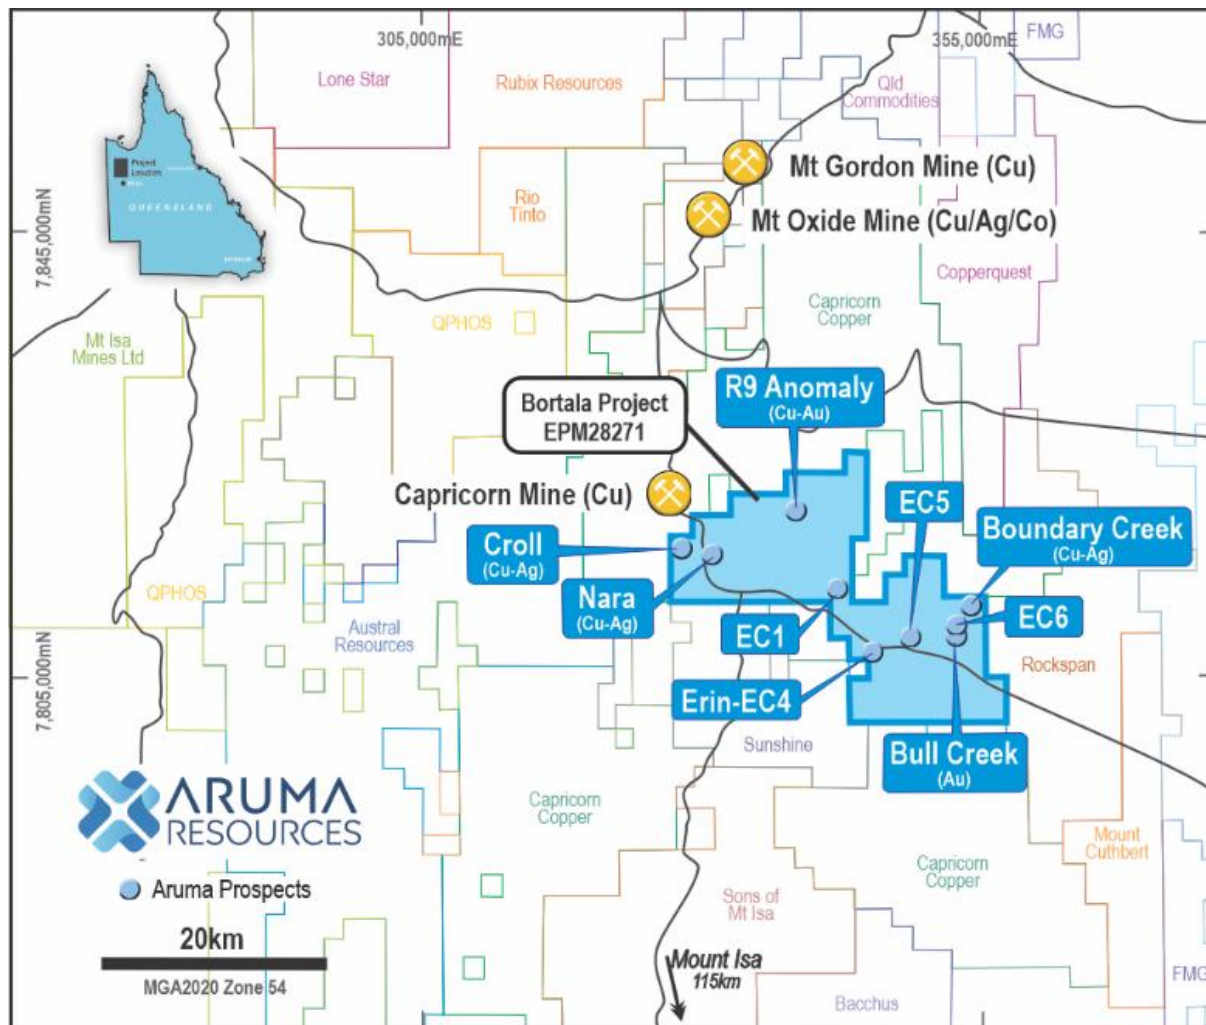 305,000mE
355,000mE
FMG
Lone Star
Rubix Resources
Qld
Commodities
Project
Location
QUEENSLAND
Mt Gordon Mine (Cu)
Rio
Tinto
Mt Oxide Mine (Cu/Ag/Co)
7,845,000mN
Copperquest
Capricorn
Copper
QPHOS
Mt Isa
Mines Ltd
R9 Anomaly
(Cu-Au)
Bortala Project
EPM28271
Capricorn Mine (Cu)
EC5
Boundary Creek
(Cu-Ag)
Croll
(Cu-Ag)
Nara
(Cu-Ag)
QPHOS
Austral
Resources
EC1
EC6
Rockspan
7,805,000mN
Erin-EC4
Sunshine
Bull Creek
(Au)
ARUMA
RESOURCES
Capricorn
Copper
Mount
Cuthbert
Capricorn
Copper
Aruma Prospects
Sons of
Mt Isa
20km
MGA2020 Zone 54
Mount Isa
115km
Bacchus
FMG